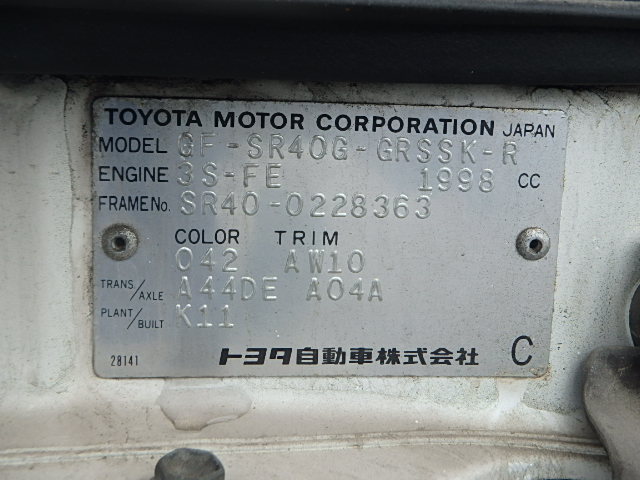 TOYOTA MOTOR CORPORATION JAPAN
MODEL GF-SR40G-GRSSK-R
ENGINE 3S-FE 1998 CC
FRAME No. SR40-0228363
COLOR TRIM
042 AW10
TRANS/AXLE A44DE A04A
PLANT/BUILT K11
28141 トヨタ自動車株式会社 C